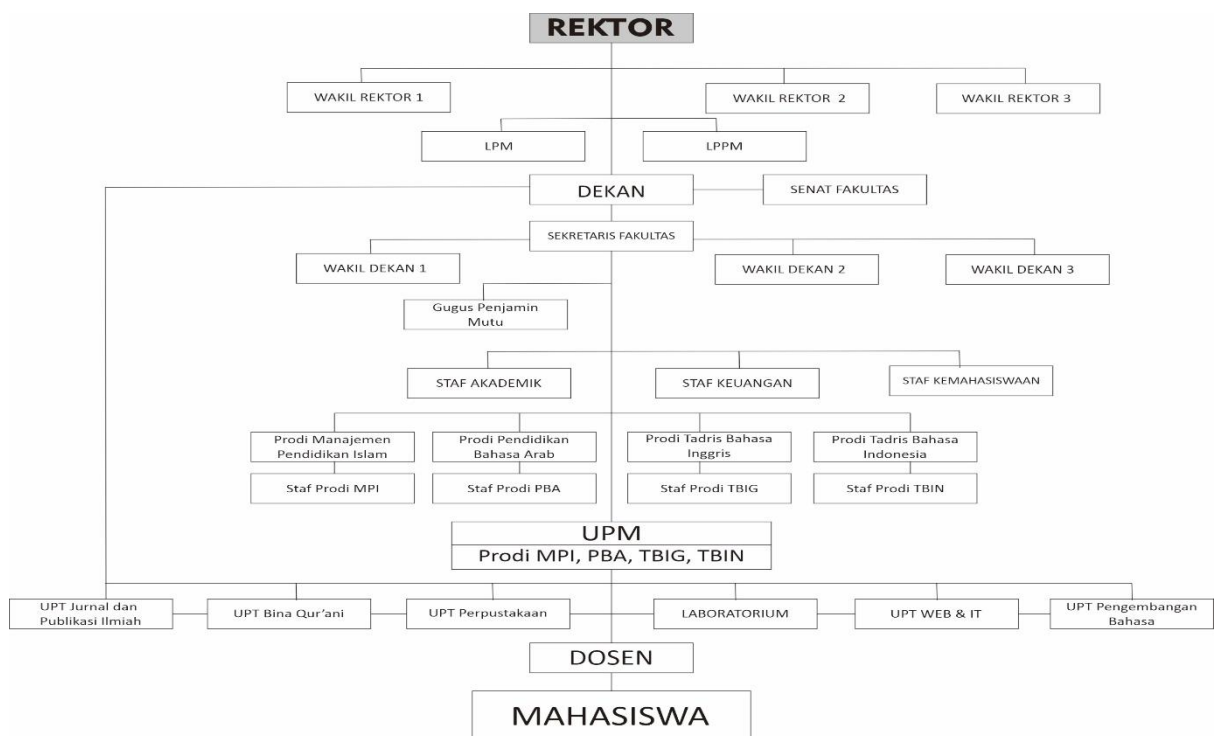 REKTOR
WAKIL REKTOR 1
WAKIL REKTOR 2
WAKIL REKTOR 3
LPM
LPPM
DEKAN
SENAT FAKULTAS
SEKRETARIS FAKULTAS
WAKIL DEKAN 1
WAKIL DEKAN 2
WAKIL DEKAN 3
Gugus Penjamin
Mutu
STAF AKADEMIK
STAF KEUANGAN
STAF KEMAHASISWAAN
Prodi Manajemen
Pendidikan Islam
Prodi Pendidikan
Bahasa Arab
Prodi Tadris Bahasa
Inggris
Prodi Tadris Bahasa
Indonesia
Staf Prodi MPI
Staf Prodi PBA
Staf Prodi TBIG
Staf Prodi TBIN
UPM
Prodi MPI, PBA, TBIG, TBIN
UPT Jurnal dan
Publikasi Ilmiah
UPT Bina Qur'ani
UPT Perpustakaan
LABORATORIUM
UPT WEB & IT
UPT Pengembangan
Bahasa
DOSEN
MAHASISWA